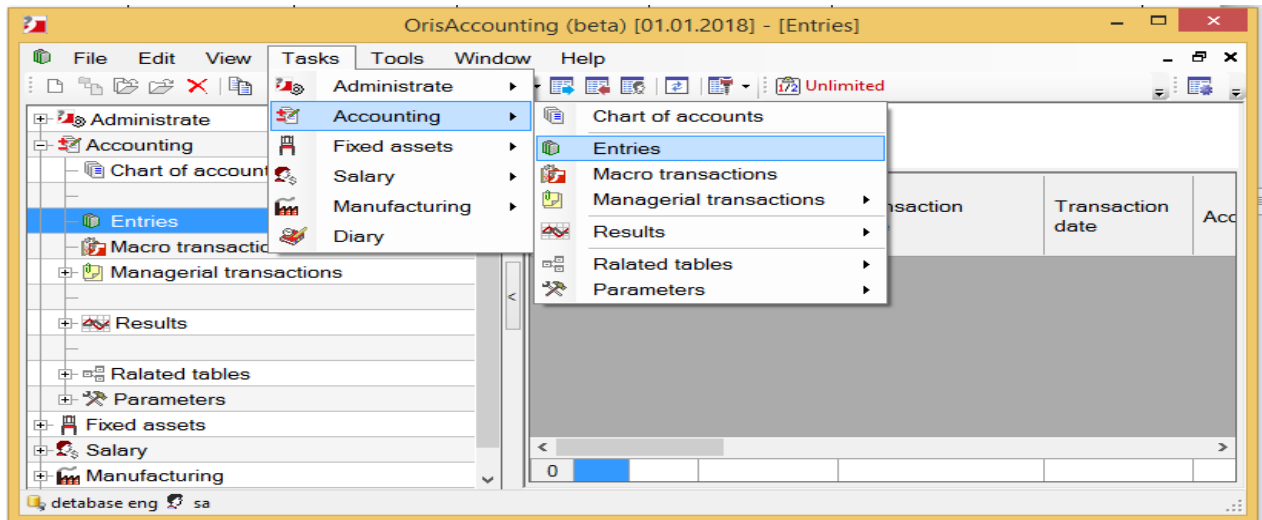 OrisAccounting (beta) [01.01.2018] - [Entries]
File Edit View Tasks Tools Window Help
Unlimited
Administrate
Accounting
Fixed assets
Salary
Manufacturing
Diary
Chart of accounts
Entries
Macro transactions
Managerial transactions
Results
Ralated tables
Parameters
Administrate
Accounting
Chart of account
Entries
Macro transactio
Managerial transactions
Results
Ralated tables
Parameters
Fixed assets
Salary
Manufacturing
nsaction
Transaction
date
Acc
0
detabase eng sa